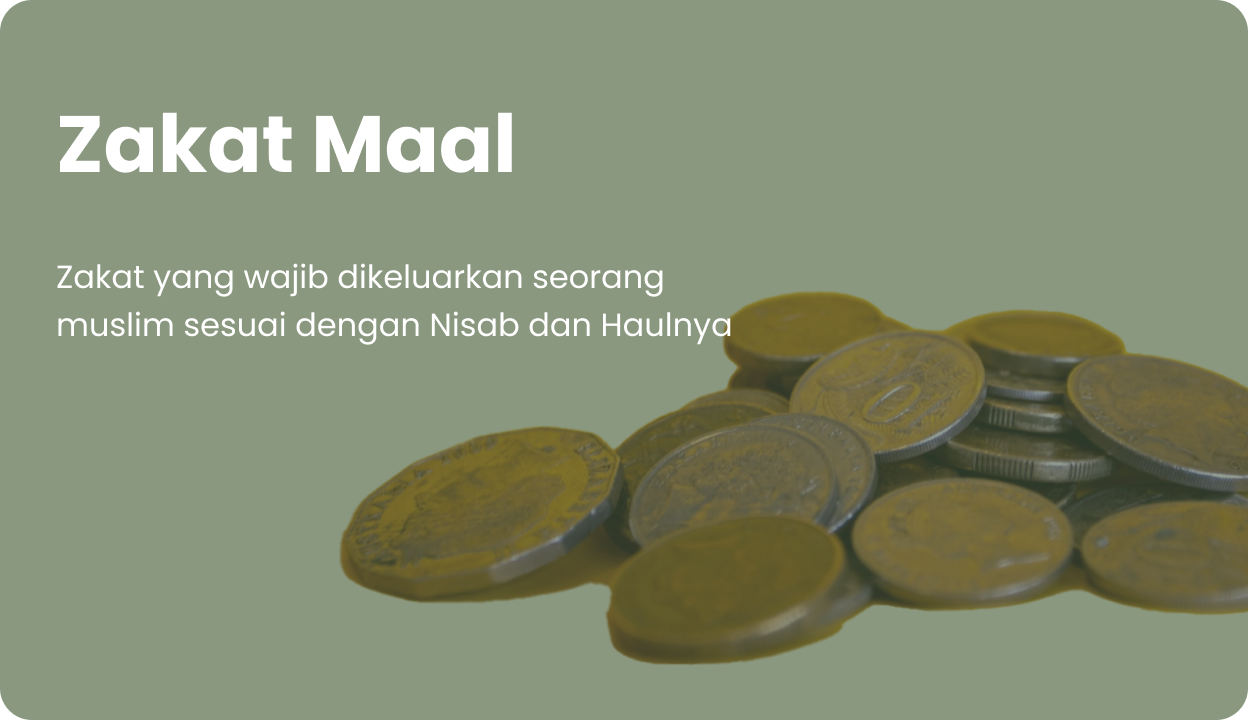 Zakat Maal
Zakat yang wajib dikeluarkan seorang
muslim sesuai dengan Nisab dan Haulnya